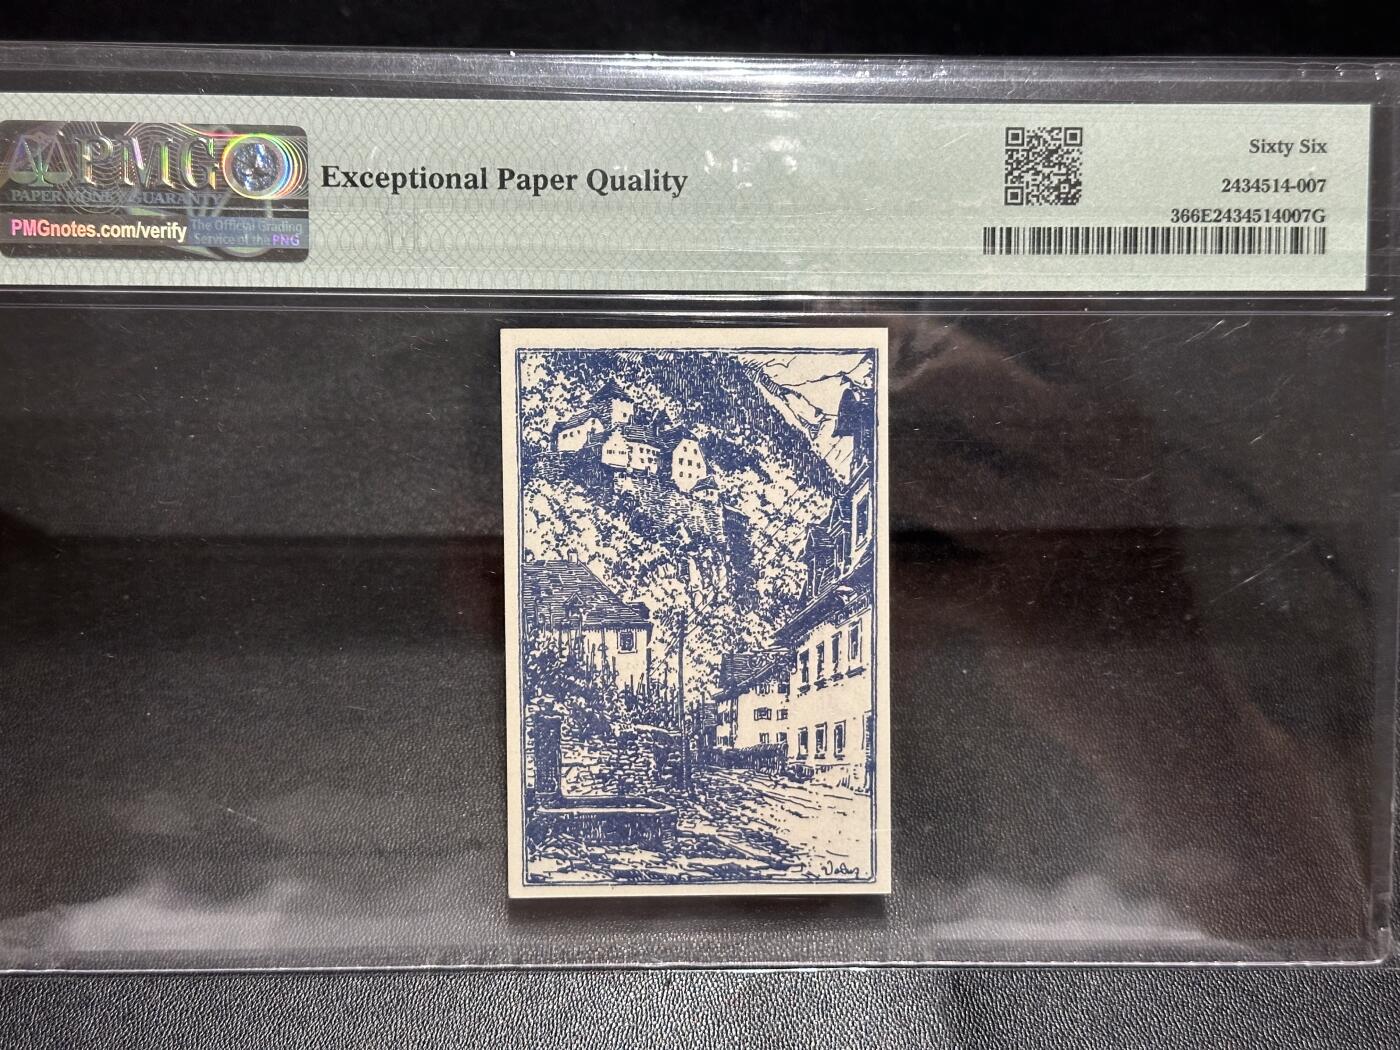 PMG
PAPER MONEY GUARANTY
PMGnotes.com/verify
The Official Grading
Service of the PNG
Exceptional Paper Quality
Sixty Six
2434514-007
366E2434514007G
Vaduz.